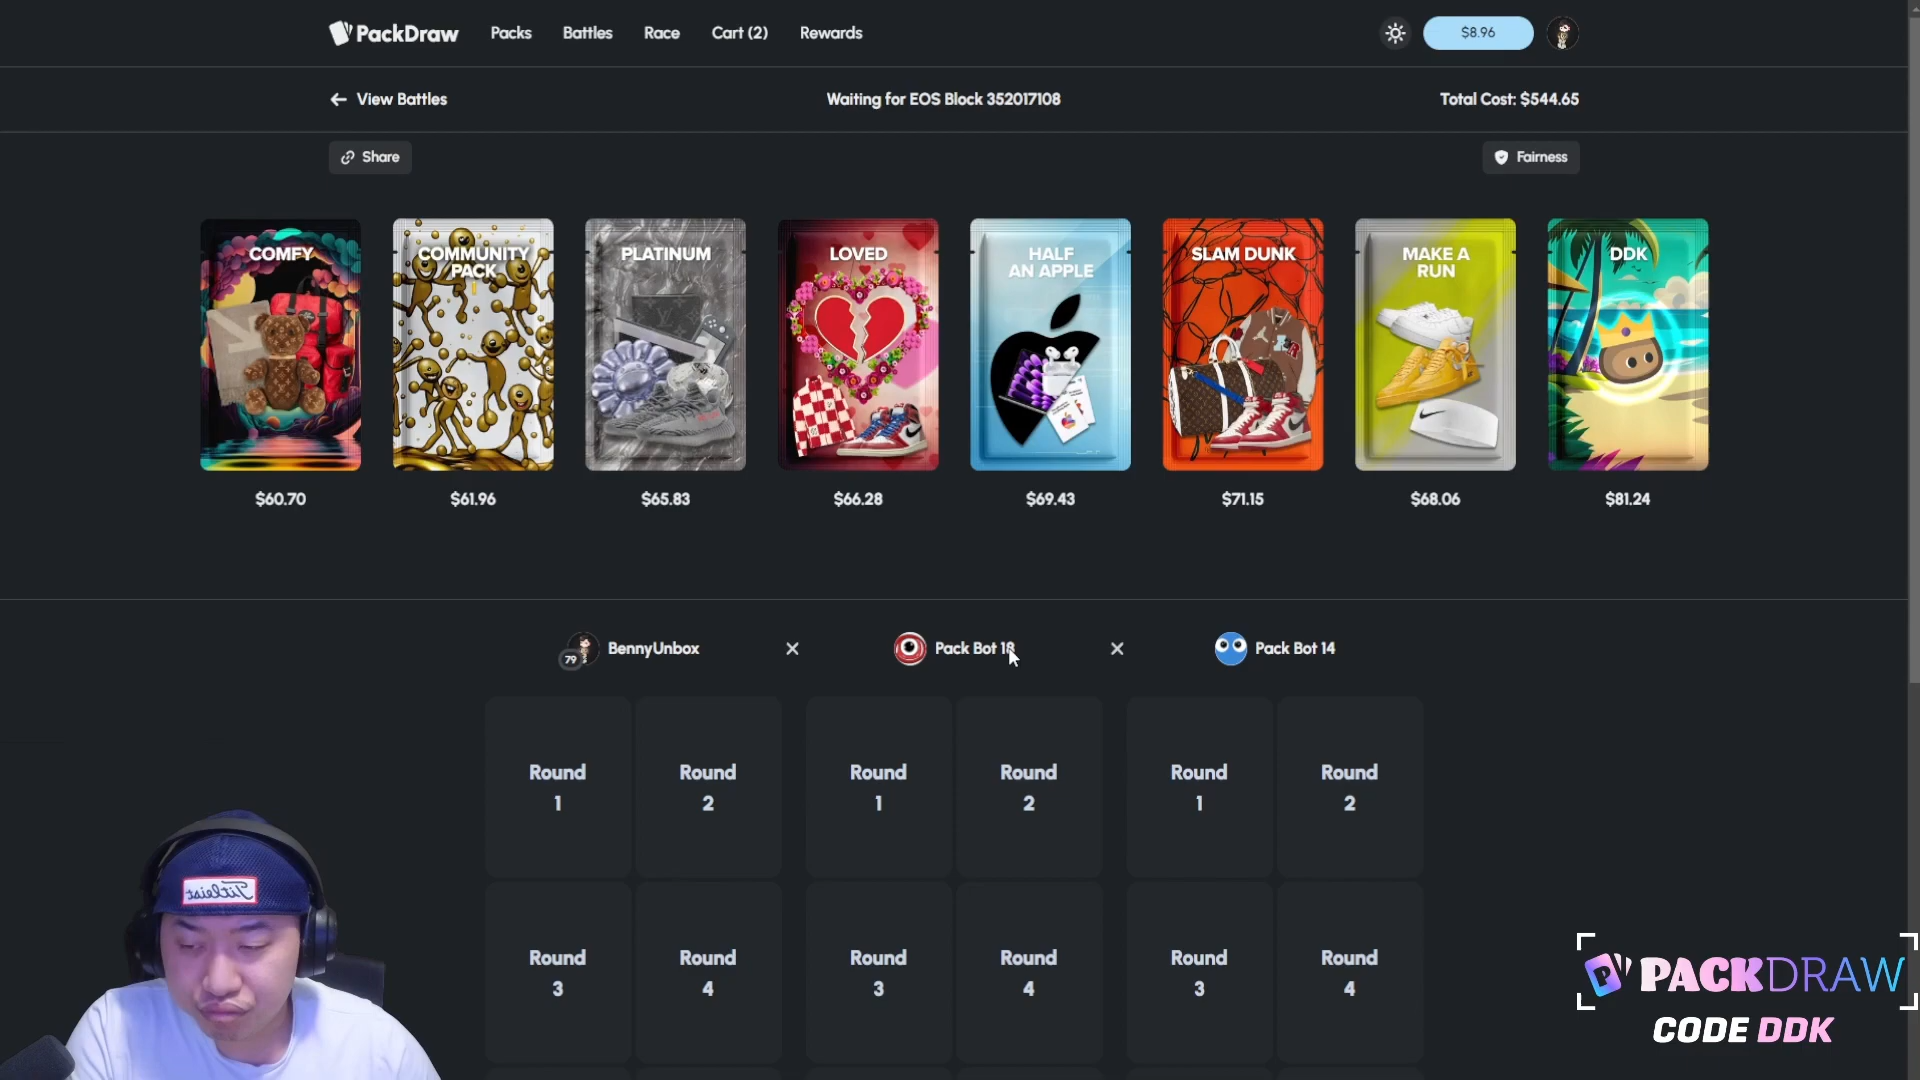 PackDraw Packs Battles Race Cart (2) Rewards $8.96
View Battles Waiting for EOS Block 352017108 Total Cost: $544.65
Share Fairness
COMFY
COMMUNITY
PACK
PLATINUM
LOVED
HALF
AN APPLE
SLAM DUNK
MAKE A
RUN
DDK
$60.70 $61.96 $65.83 $66.28 $69.43 $71.15 $68.06 $81.24
79 BennyUnbox Pack Bot 18 Pack Bot 14
Round
1
Round
2
Round
1
Round
2
Round
1
Round
2
Round
3
Round
4
Round
3
Round
4
Round
3
Round
4
Titleist
PACKDRAW
CODE DDK